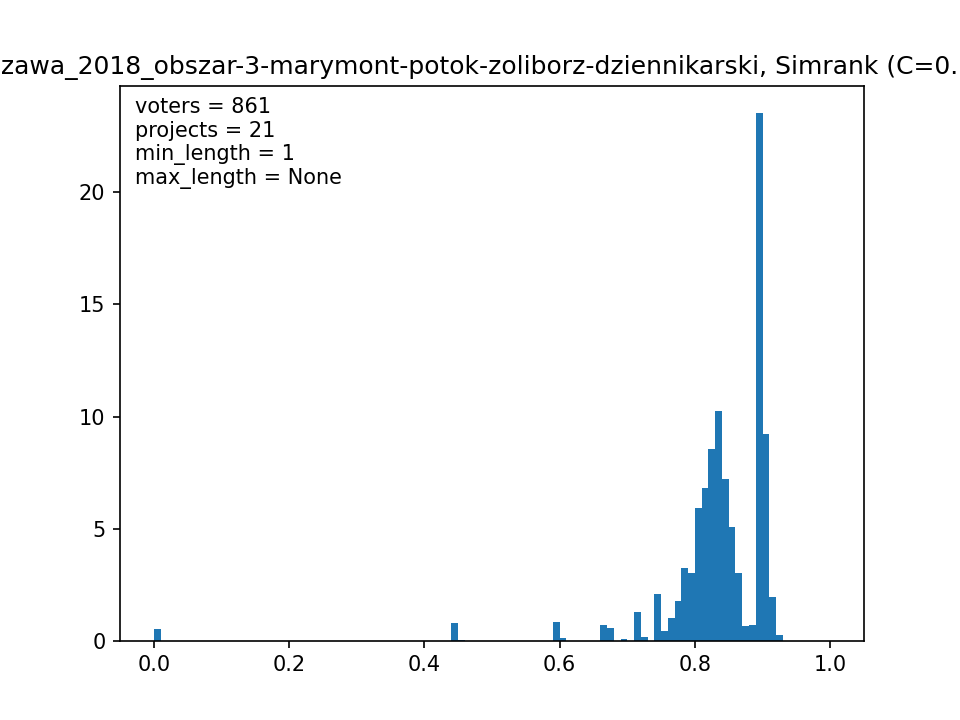 zawa_2018_obszar-3-marymont-potok-zoliborz-dziennikarski, Simrank (C=0.
voters = 861
projects = 21
min_length = 1
max_length = None
20
15
10
5
0
0.0 0.2 0.4 0.6 0.8 1.0